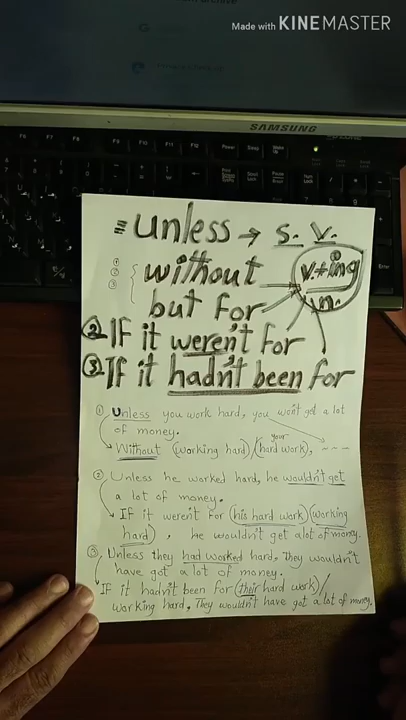 Made with KINEMASTER
SAMSUNG
≡ unless → S. V.
① ② ③ { without
v+ing
n.
but for
② If it weren't for
③ If it hadn't been for
① Unless you work hard, you won't get a lot
of money.
your
Without (working hard)/(hard work), ~~~
② Unless he worked hard, he wouldn't get
a lot of money.
If it weren't for (his hard work) (working
hard), he wouldn't get alot of money.
③ Unless they had worked hard, They wouldn't
have got a lot of money.
If it hadn't been for (their hard work)/
working hard, They wouldn't have got a lot of money.